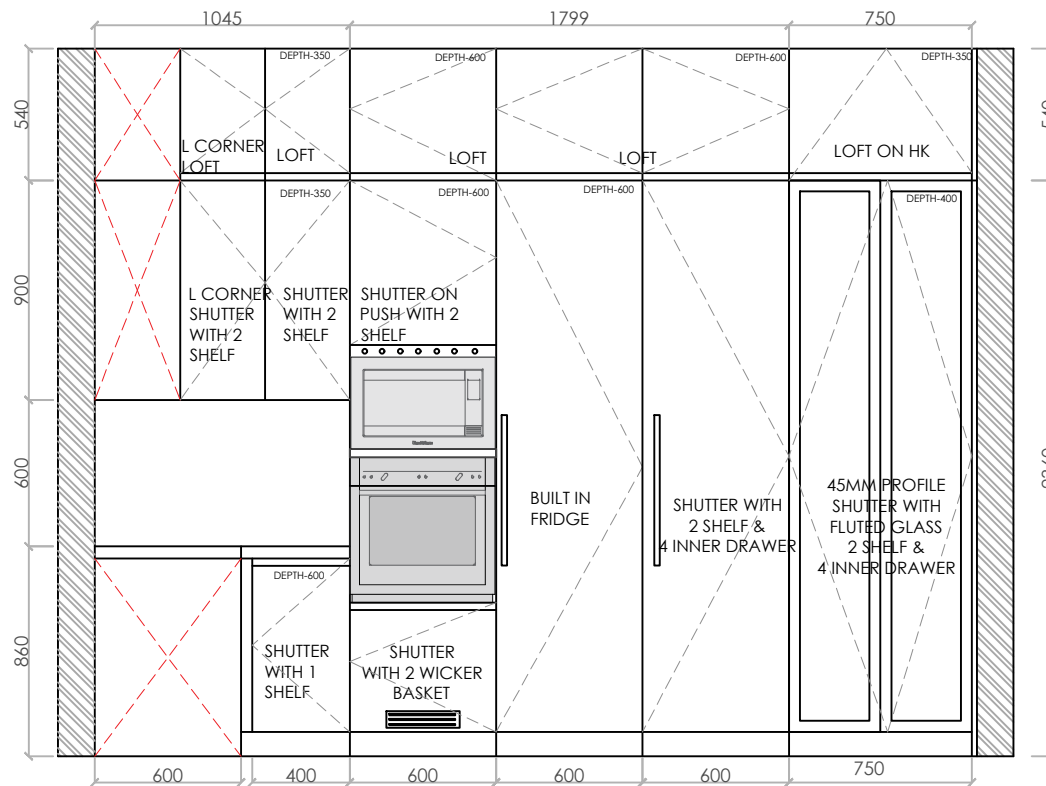 1045
1799
750
DEPTH-350
DEPTH-600
DEPTH-600
DEPTH-350
540
L CORNER
LOFT
LOFT
LOFT
LOFT
LOFT ON HK
DEPTH-350
DEPTH-600
DEPTH-600
DEPTH-400
900
L CORNER
SHUTTER
WITH 2
SHELF
SHUTTER
WITH 2
SHELF
SHUTTER ON
PUSH WITH 2
SHELF
600
BUILT IN
FRIDGE
SHUTTER WITH
2 SHELF &
4 INNER DRAWER
45MM PROFILE
SHUTTER WITH
FLUTED GLASS
2 SHELF &
4 INNER DRAWER
860
DEPTH-600
SHUTTER
WITH 1
SHELF
SHUTTER
WITH 2 WICKER
BASKET
600
400
600
600
600
750